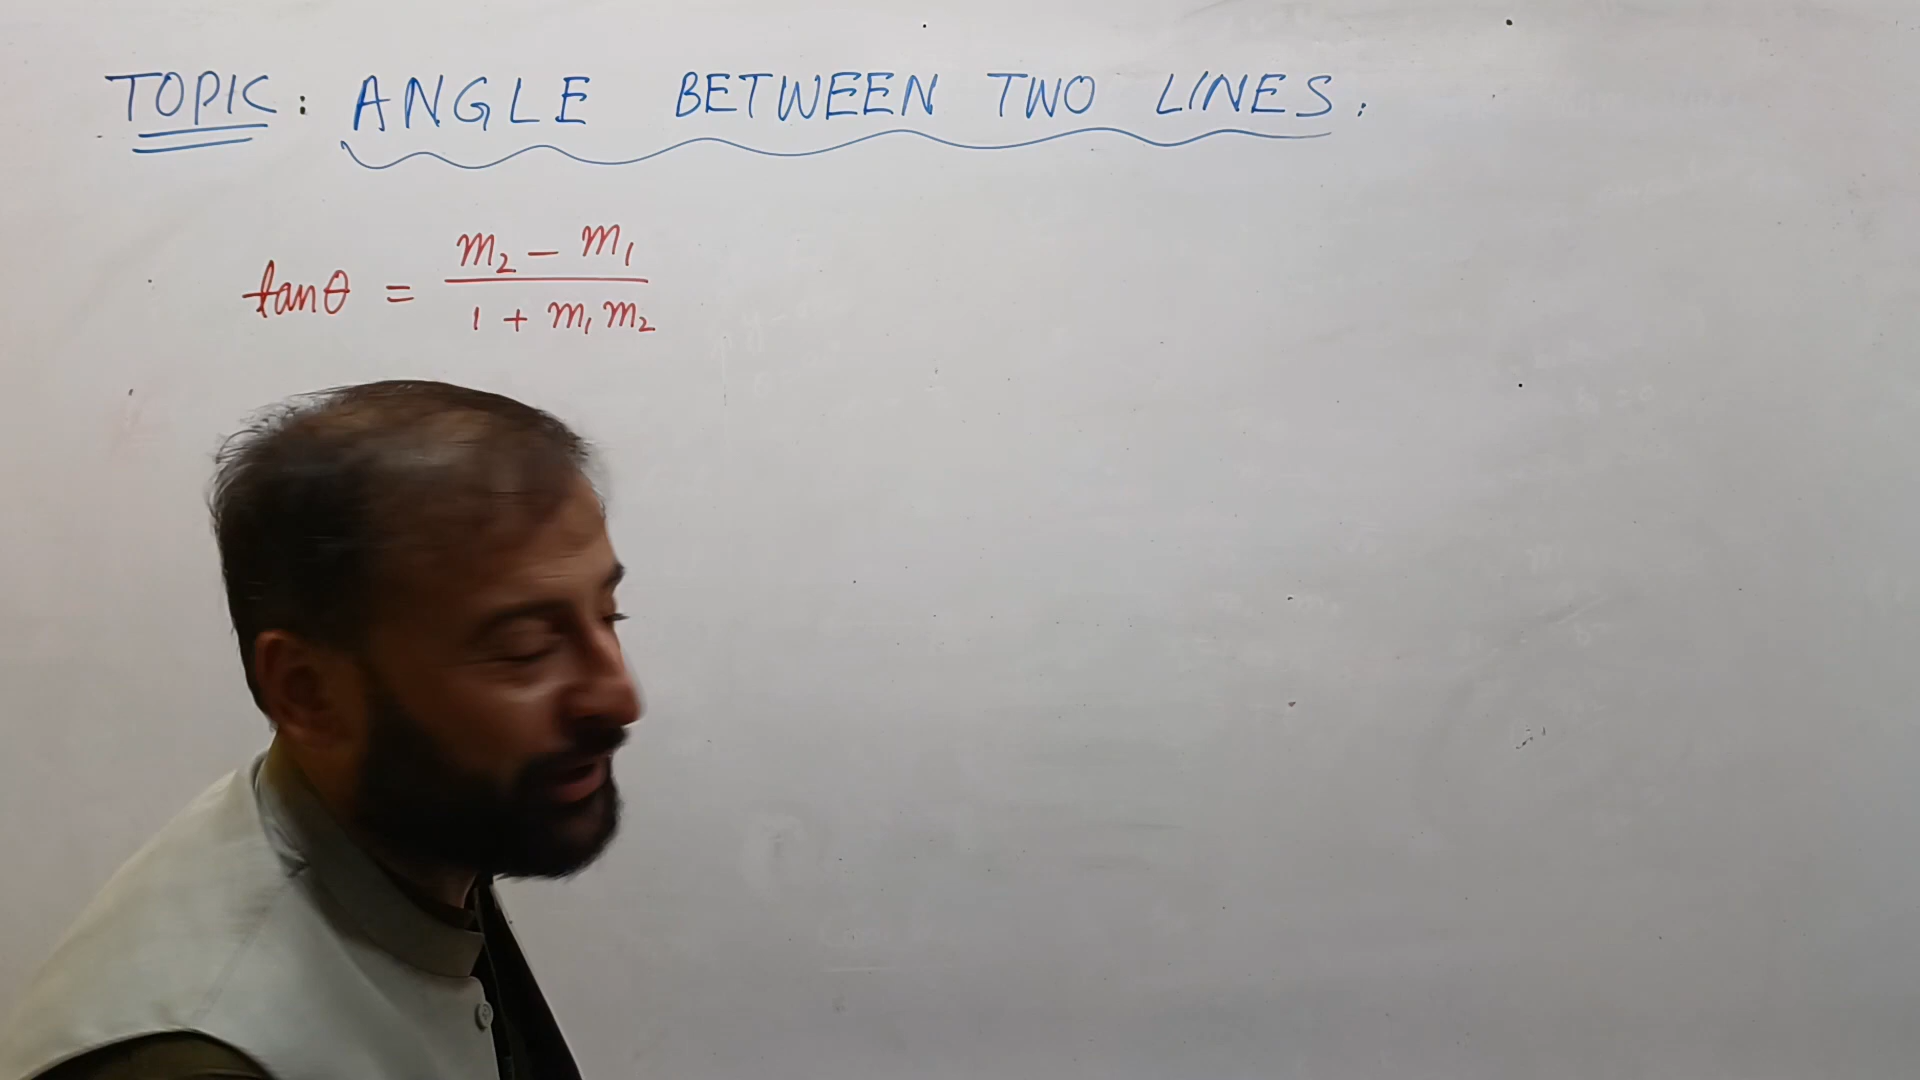 TOPIC: ANGLE BETWEEN TWO LINES.
tanθ = (m₂ - m₁) / (1 + m₁m₂)